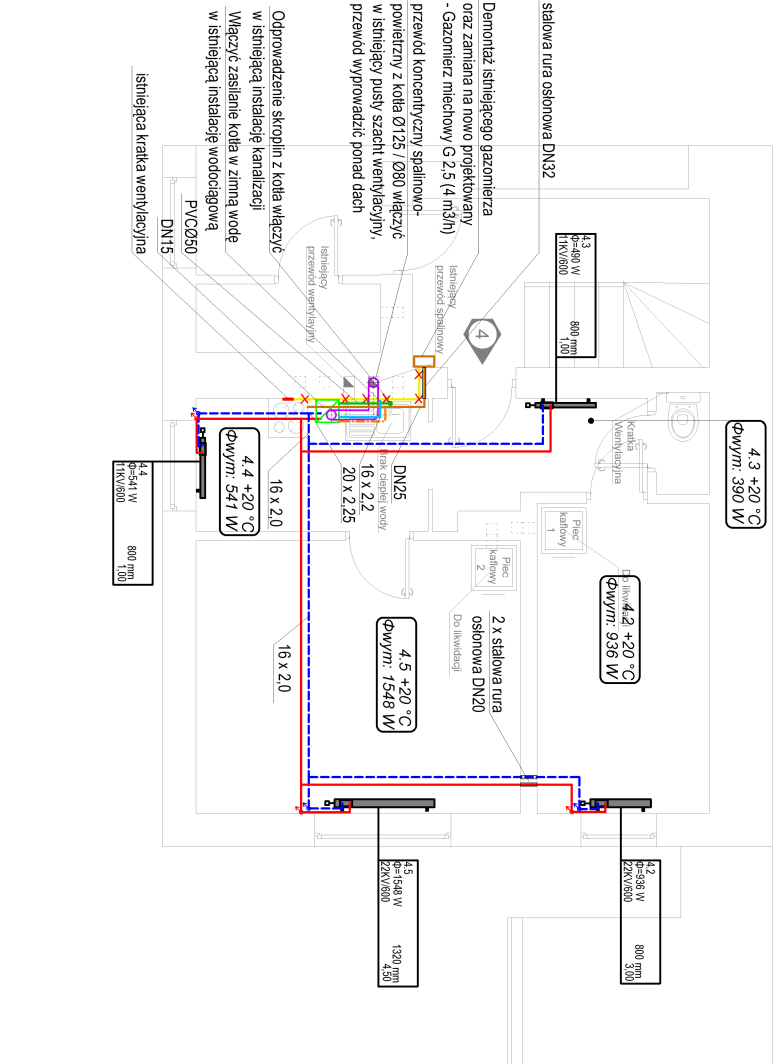 stalowa rura osłonowa DN32
Demontaż istniejącego gazomierza
oraz zamiana na nowo projektowany
- Gazomierz miechowy G 2,5 (4 m3/h)
przewód koncentryczny spalinowo-
powietrzny z kotła Ø125 / Ø80 włączyć
w istniejący pusty szacht wentylacyjny,
przewód wyprowadzić ponad dach
Odprowadzenie skroplin z kotła włączyć
w istniejącą instalację kanalizacji
Włączyć zasilanie kotła w zimną wodę
w istniejącą instalację wodociągową
PVCØ50
DN15
istniejąca kratka wentylacyjna
4.3
Φ=490 W
11KV/600
800 mm
1,00
Istniejący
przewód spalinowy
Istniejący
przewód wentylayjny
4
4.3 +20 °C
Φwym: 390 W
Kratka
Wentylacyjna
DN25
16 x 2,2
20 x 2,25
Brak ciepłej wody
16 x 2,0
4.4 +20 °C
Φwym: 541 W
4.4
Φ=541 W
11KV/600
800 mm
1,00
Piec
kaflowy
1
Piec
kaflowy
2
Do likwidacji
Do likwidacji
4.2 +20 °C
Φwym: 936 W
2 x stalowa rura
osłonowa DN20
4.5 +20 °C
Φwym: 1548 W
16 x 2,0
4.2
Φ=936 W
22KV/600
800 mm
3,00
4.5
Φ=1548 W
22KV/600
1320 mm
4,50